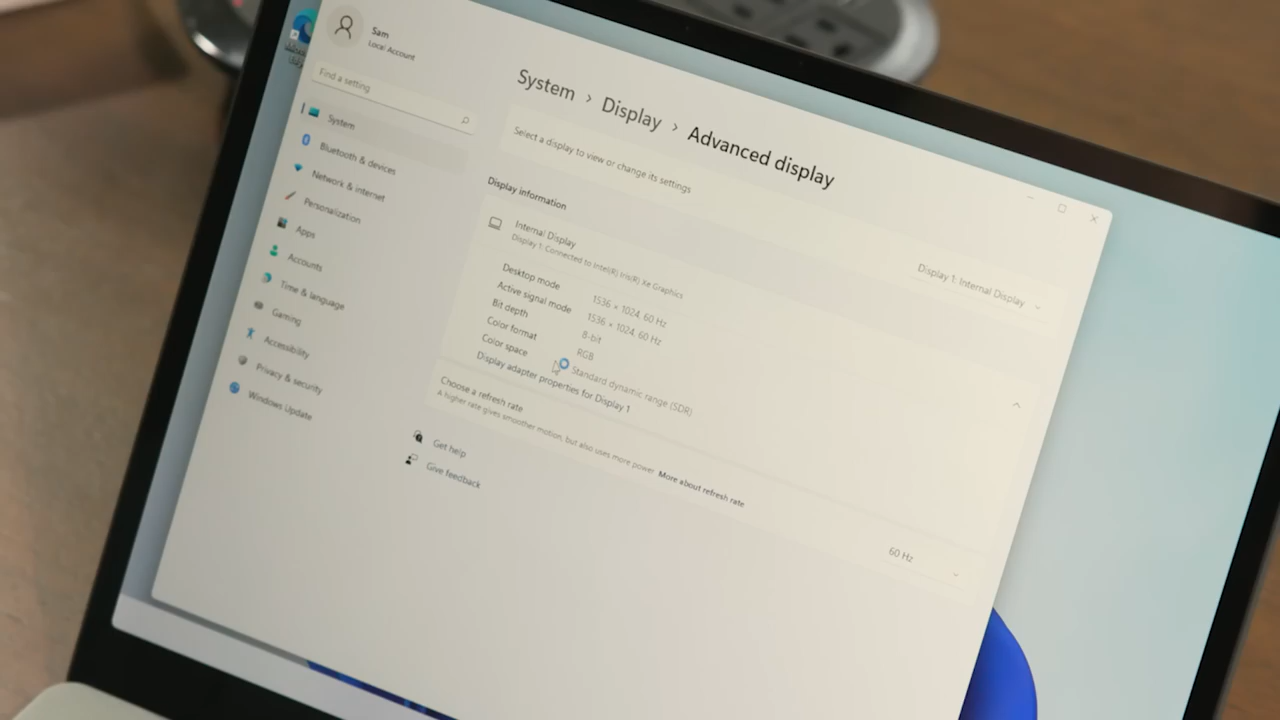 Sam
Local Account
Find a setting
System
Bluetooth & devices
Network & internet
Personalization
Apps
Accounts
Time & language
Gaming
Accessibility
Privacy & security
Windows Update
System › Display › Advanced display
Select a display to view or change its settings
Display 1: Internal Display
Display information
Internal Display
Display 1: Connected to Intel(R) Iris(R) Xe Graphics
Desktop mode 1536 × 1024, 60 Hz
Active signal mode 1536 × 1024, 60 Hz
Bit depth 8-bit
Color format RGB
Color space Standard dynamic range (SDR)
Display adapter properties for Display 1
Choose a refresh rate
A higher rate gives smoother motion, but also uses more power More about refresh rate
60 Hz
Get help
Give feedback